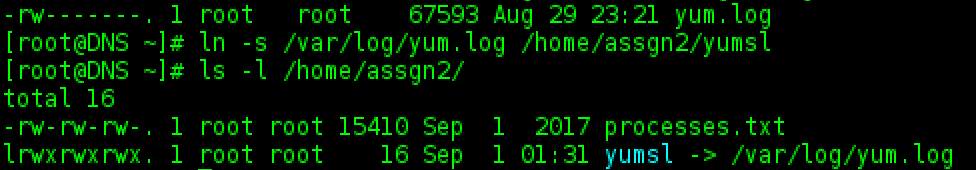 -rw-------. 1 root   root    67593 Aug 29 23:21 yum.log
[root@DNS ~]# ln -s /var/log/yum.log /home/assgn2/yumsl
[root@DNS ~]# ls -l /home/assgn2/
total 16
-rw-rw-rw-. 1 root root 15410 Sep  1  2017 processes.txt
lrwxrwxrwx. 1 root root    16 Sep  1 01:31 yumsl -> /var/log/yum.log